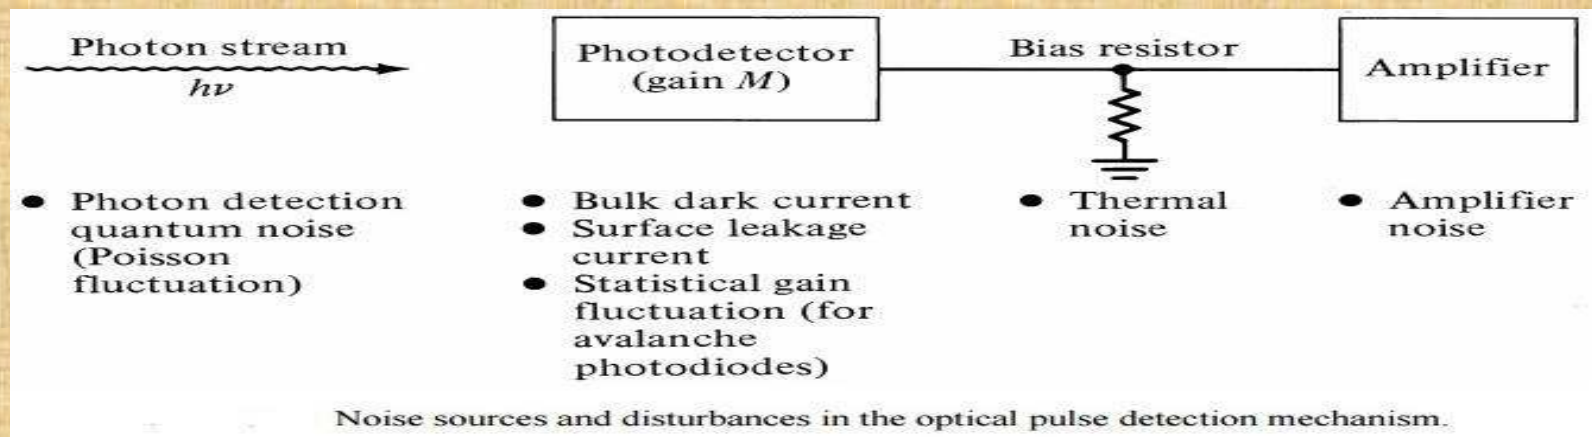 Photon stream
hν
Photodetector
(gain M)
Bias resistor
Amplifier
● Photon detection
quantum noise
(Poisson
fluctuation)
● Bulk dark current
● Surface leakage
current
● Statistical gain
fluctuation (for
avalanche
photodiodes)
● Thermal
noise
● Amplifier
noise
Noise sources and disturbances in the optical pulse detection mechanism.